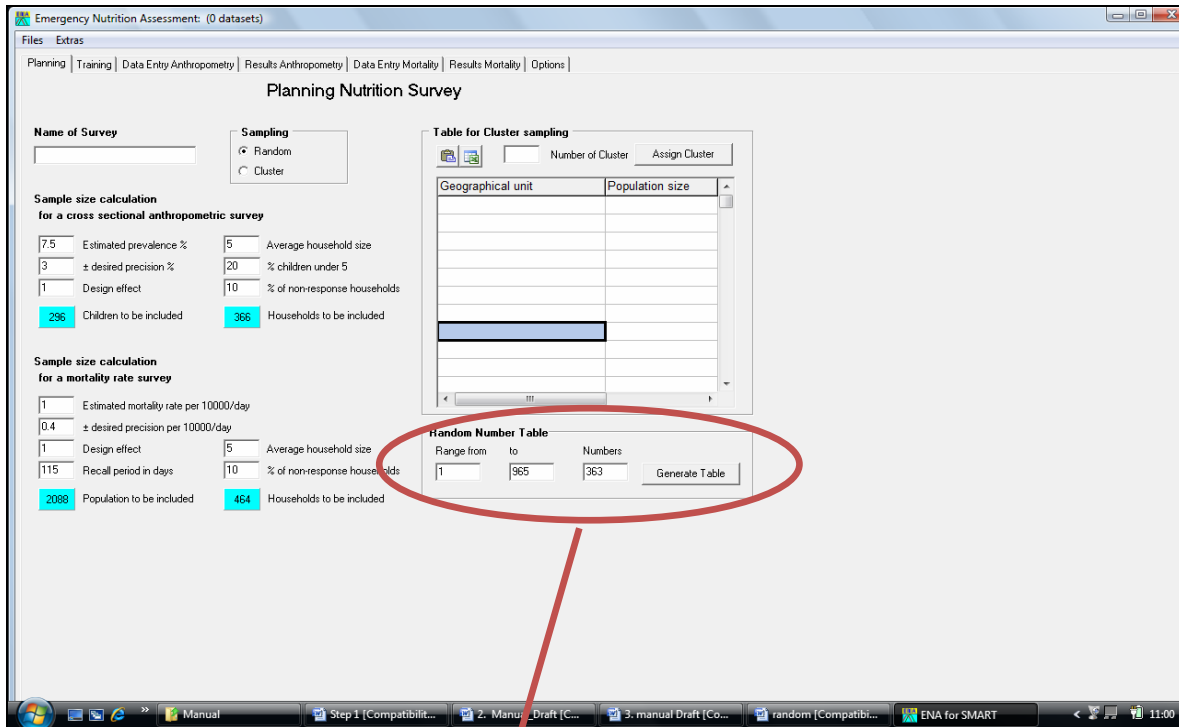 Emergency Nutrition Assessment: (0 datasets)
Files Extras
Planning Training Data Entry Anthropometry Results Anthropometry Data Entry Mortality Results Mortality Options
Planning Nutrition Survey
Name of Survey
Sampling
Random
Cluster
Sample size calculation
for a cross sectional anthropometric survey
7.5 Estimated prevalence % 5 Average household size
3 ± desired precision % 20 % children under 5
1 Design effect 10 % of non-response households
296 Children to be included 366 Households to be included
Sample size calculation
for a mortality rate survey
1 Estimated mortality rate per 10000/day
0.4 ± desired precision per 10000/day
1 Design effect 5 Average household size
115 Recall period in days 10 % of non-response households
2088 Population to be included 464 Households to be included
Table for Cluster sampling
Number of Cluster Assign Cluster
Geographical unit Population size
Random Number Table
Range from to Numbers
1 965 363 Generate Table
Manual Step 1 [Compatibilit... 2. Manual_Draft [C... 3. manual Draft [Co... random [Compatibi... ENA for SMART 11:00